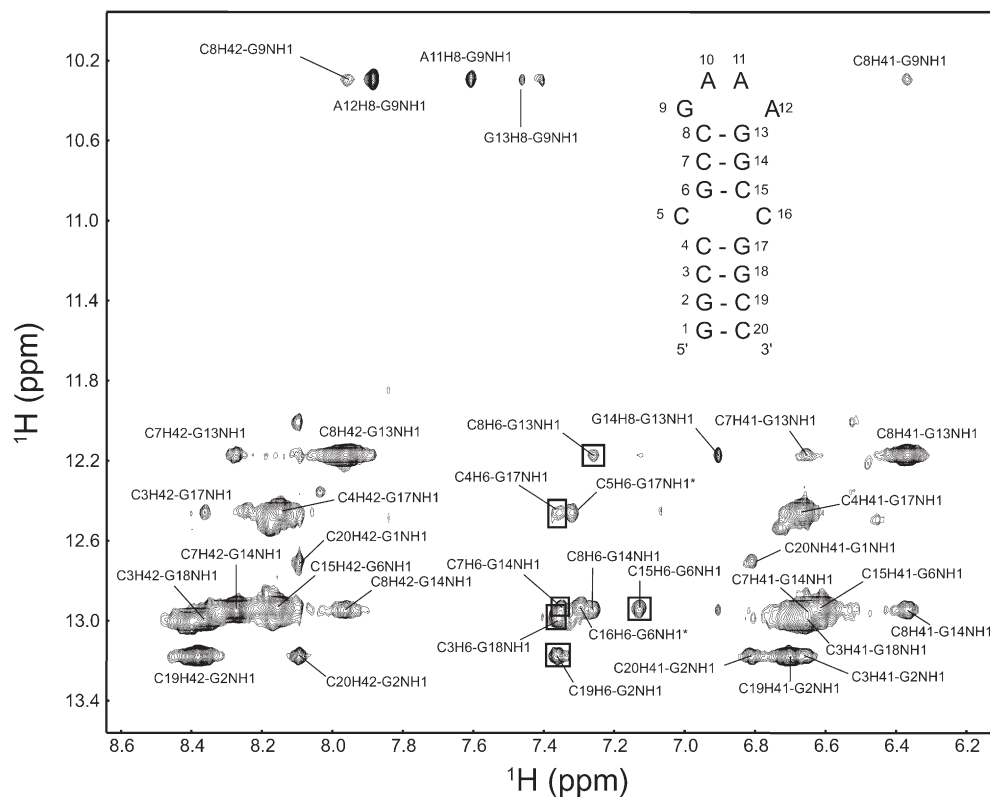 10.2
10.6
11.0
11.4
11.8
12.2
12.6
13.0
13.4
¹H (ppm)
8.6 8.4 8.2 8.0 7.8 7.6 7.4 7.2 7.0 6.8 6.6 6.4 6.2
¹H (ppm)
C8H42-G9NH1
A11H8-G9NH1
C8H41-G9NH1
A12H8-G9NH1
G13H8-G9NH1
10 11
A A
9 G A12
8 C - G 13
7 C - G 14
6 G - C 15
5 C C 16
4 C - G 17
3 C - G 18
2 G - C 19
1 G - C 20
5' 3'
C7H42-G13NH1
C8H42-G13NH1
C8H6-G13NH1
G14H8-G13NH1
C7H41-G13NH1
C8H41-G13NH1
C3H42-G17NH1
C4H42-G17NH1
C4H6-G17NH1
C5H6-G17NH1*
C4H41-G17NH1
C20H42-G1NH1
C20NH41-G1NH1
C7H42-G14NH1
C3H42-G18NH1
C15H42-G6NH1
C8H42-G14NH1
C7H6-G14NH1
C8H6-G14NH1
C15H6-G6NH1
C7H41-G14NH1
C15H41-G6NH1
C3H6-G18NH1
C16H6-G6NH1*
C8H41-G14NH1
C3H41-G18NH1
C19H42-G2NH1
C20H42-G2NH1
C19H6-G2NH1
C20H41-G2NH1
C19H41-G2NH1
C3H41-G2NH1